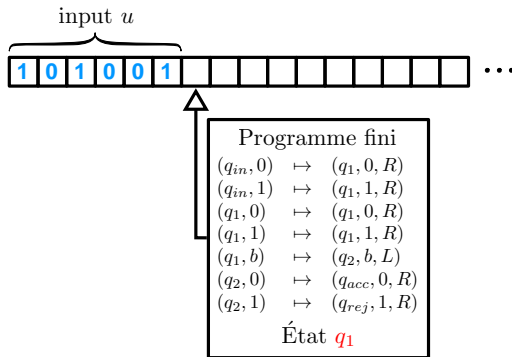 input u
1 0 1 0 0 1 ...
Programme fini
(q_in, 0) ↦ (q_1, 0, R)
(q_in, 1) ↦ (q_1, 1, R)
(q_1, 0) ↦ (q_1, 0, R)
(q_1, 1) ↦ (q_1, 1, R)
(q_1, b) ↦ (q_2, b, L)
(q_2, 0) ↦ (q_acc, 0, R)
(q_2, 1) ↦ (q_rej, 1, R)
État q_1